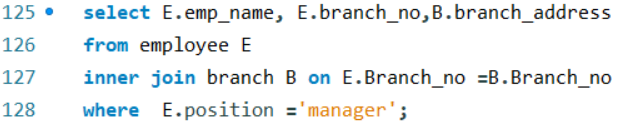 125 • select E.emp_name, E.branch_no,B.branch_address
126 from employee E
127 inner join branch B on E.Branch_no =B.Branch_no
128 where E.position ='manager';